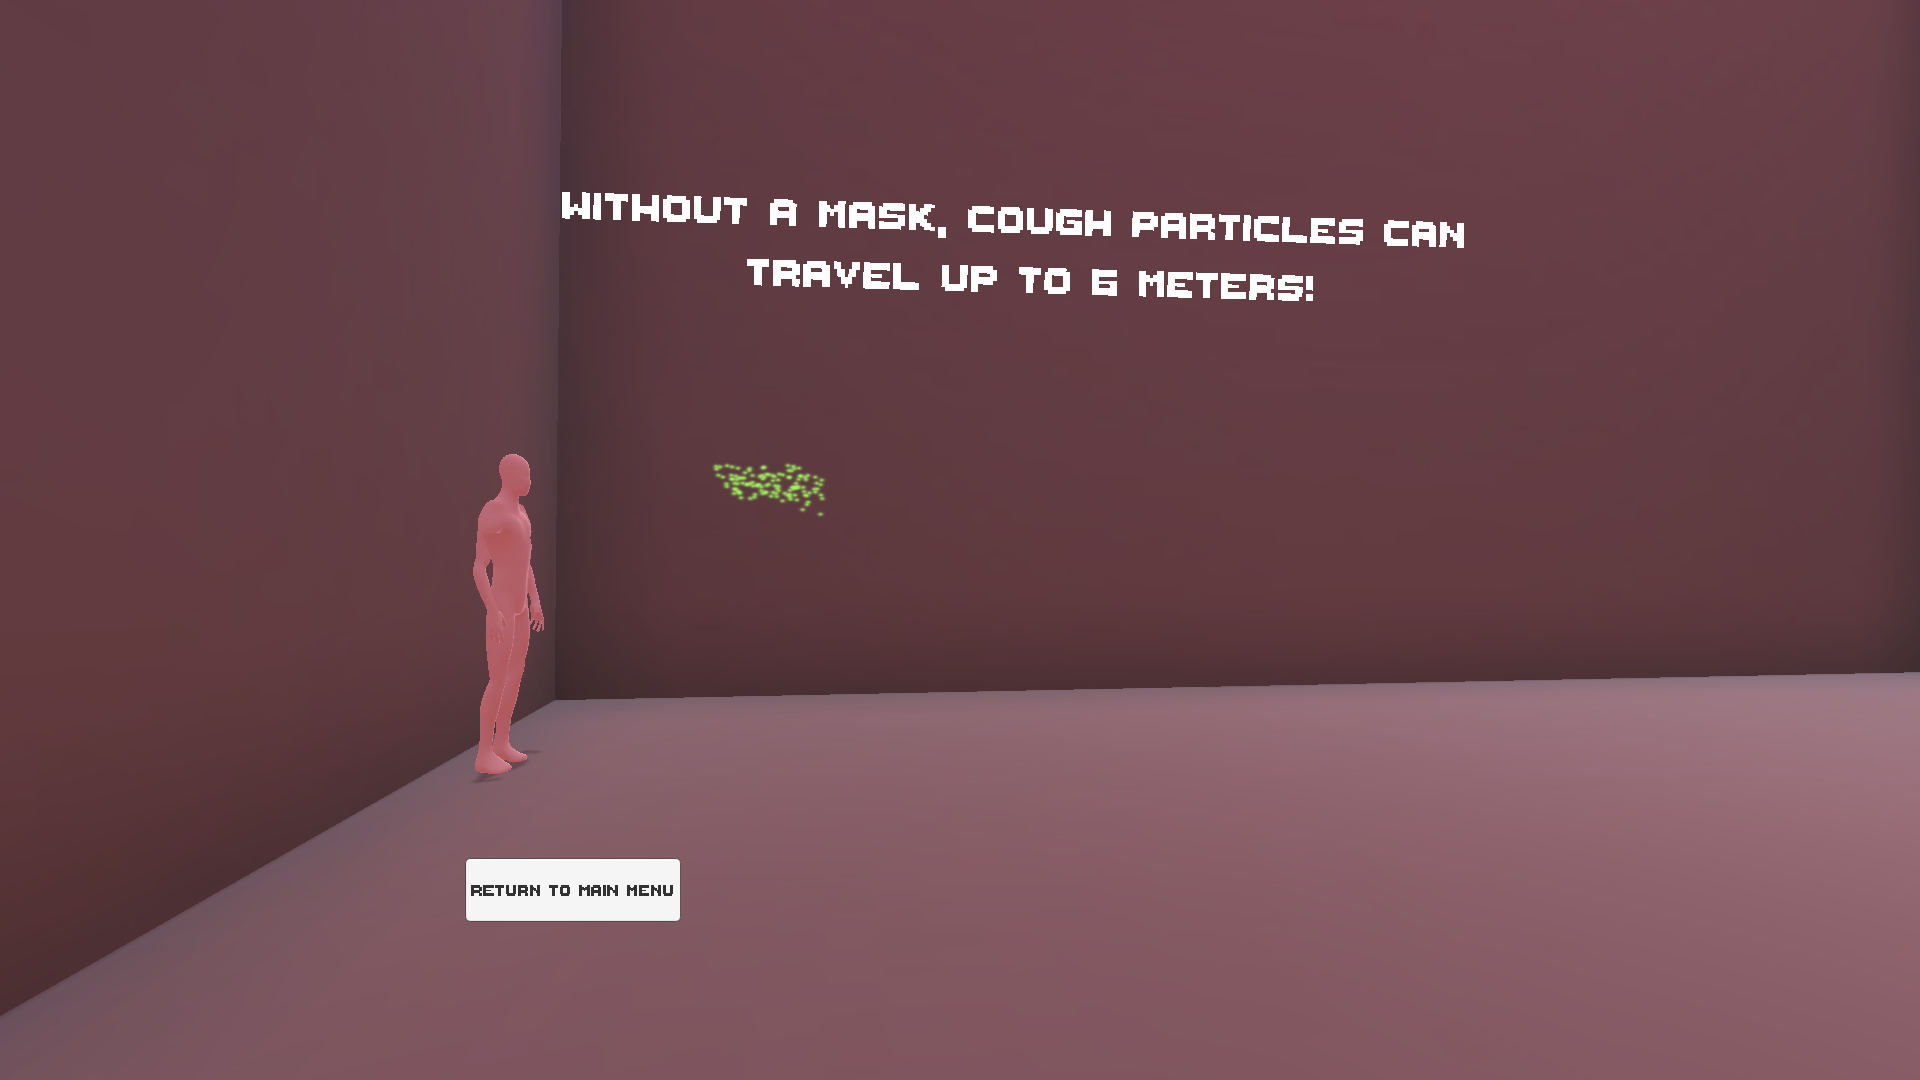 WITHOUT A MASK, COUGH PARTICLES CAN
TRAVEL UP TO 6 METERS!
RETURN TO MAIN MENU